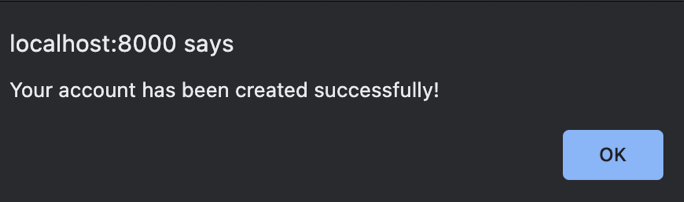 localhost:8000 says
Your account has been created successfully!
OK